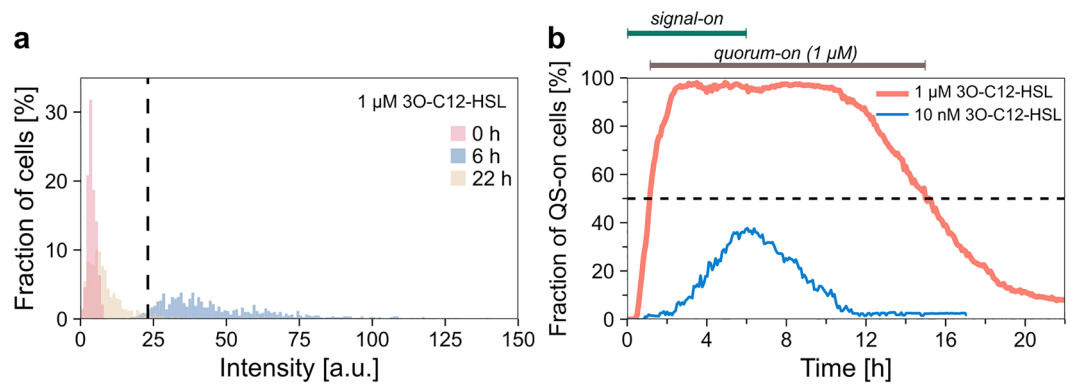 a
1 µM 3O-C12-HSL
0 h
6 h
22 h
Fraction of cells [%]
30
20
10
0
0
25
50
75
100
125
150
Intensity [a.u.]
b
signal-on
quorum-on (1 µM)
1 µM 3O-C12-HSL
10 nM 3O-C12-HSL
Fraction of QS-on cells [%]
100
80
60
40
20
0
0
4
8
12
16
20
Time [h]